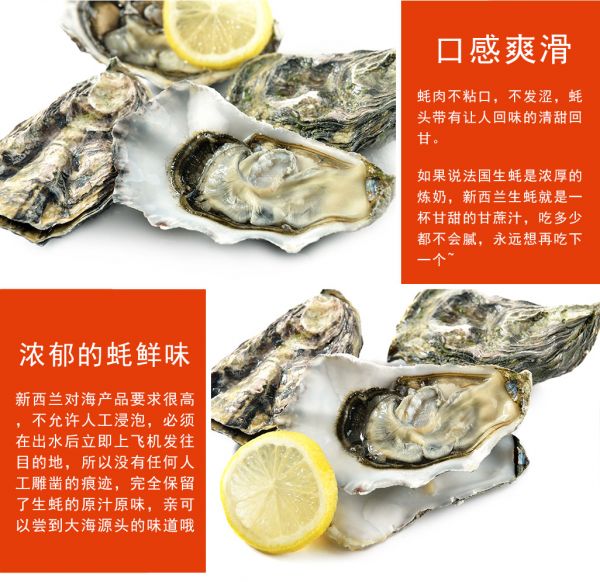 口感爽滑
蚝肉不粘口，不发涩，蚝
头带有让人回味的清甜回
甘。
如果说法国生蚝是浓厚的
炼奶，新西兰生蚝就是一
杯甘甜的甘蔗汁，吃多少
都不会腻，永远想再吃下
一个~
浓郁的蚝鲜味
新西兰对海产品要求很高
，不允许人工浸泡，必须
在出水后立即上飞机发往
目的地，所以没有任何人
工雕凿的痕迹，完全保留
了生蚝的原汁原味，亲可
以尝到大海源头的味道哦